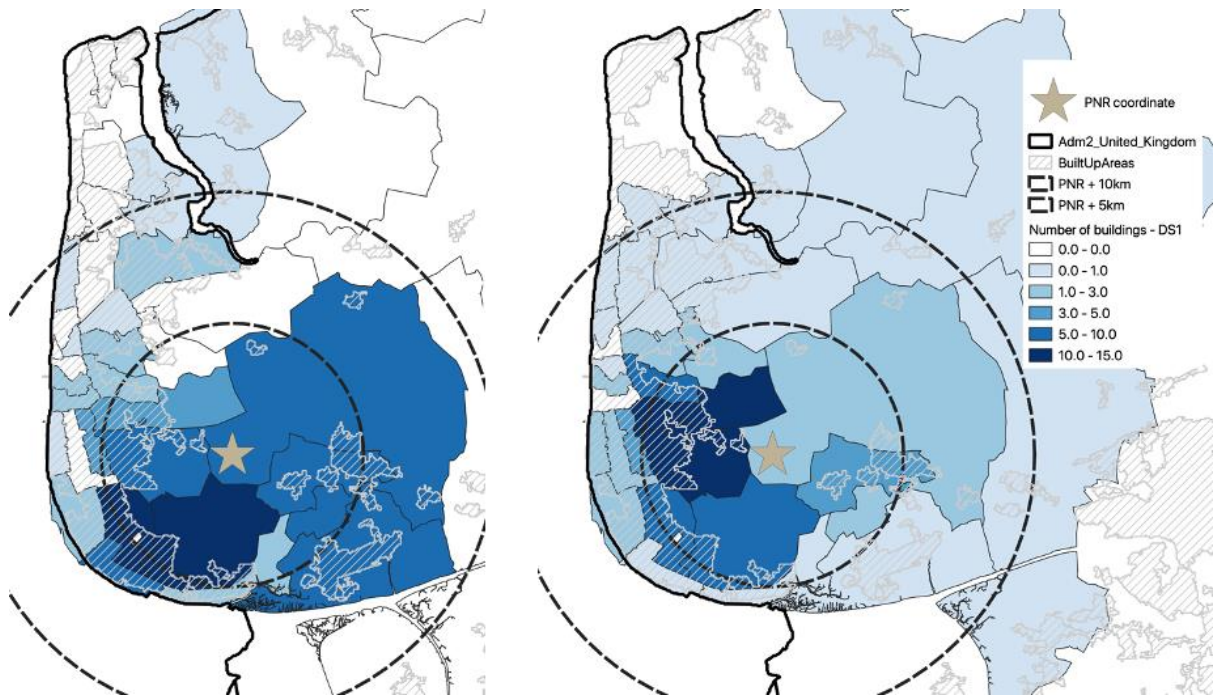 PNR coordinate
Adm2_United_Kingdom
BuiltUpAreas
PNR + 10km
PNR + 5km
Number of buildings - DS1
0.0 - 0.0
0.0 - 1.0
1.0 - 3.0
3.0 - 5.0
5.0 - 10.0
10.0 - 15.0